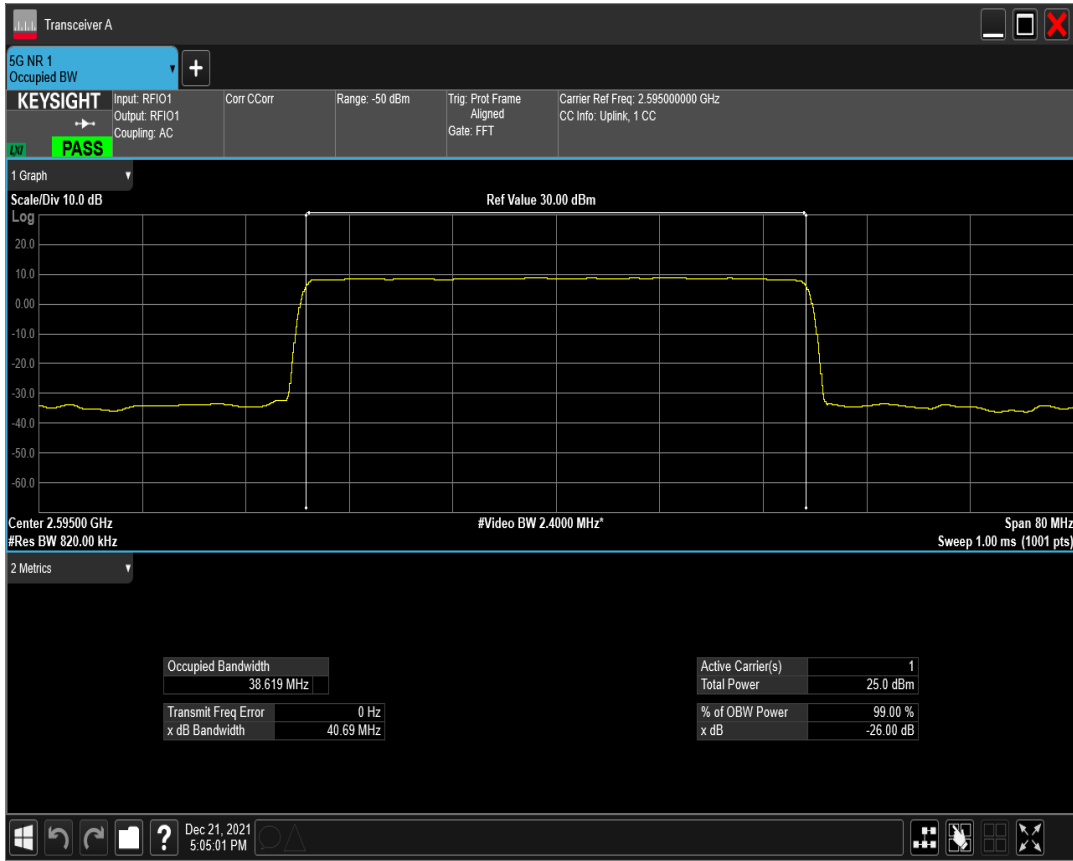 Transceiver A
5G NR 1
Occupied BW
+
KEYSIGHT
LXI
PASS
Input: RFIO1
Output: RFIO1
Coupling: AC
Corr CCorr
Range: -50 dBm
Trig: Prot Frame
Aligned
Gate: FFT
Carrier Ref Freq: 2.595000000 GHz
CC Info: Uplink, 1 CC
1 Graph
Scale/Div 10.0 dB
Ref Value 30.00 dBm
Log
20.0
10.0
0.00
-10.0
-20.0
-30.0
-40.0
-50.0
-60.0
Center 2.59500 GHz
#Video BW 2.4000 MHz*
Span 80 MHz
#Res BW 820.00 kHz
Sweep 1.00 ms (1001 pts)
2 Metrics
Occupied Bandwidth
38.619 MHz
Transmit Freq Error 0 Hz
x dB Bandwidth 40.69 MHz
Active Carrier(s) 1
Total Power 25.0 dBm
% of OBW Power 99.00 %
x dB -26.00 dB
?
Dec 21, 2021
5:05:01 PM